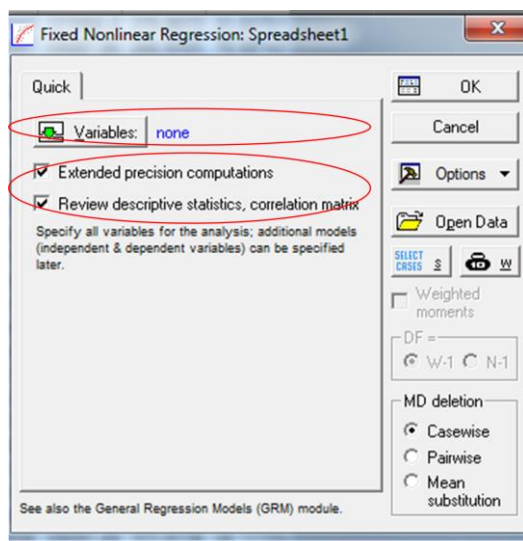 Fixed Nonlinear Regression: Spreadsheet1
x
Quick
Variables: none
Extended precision computations
Review descriptive statistics, correlation matrix
Specify all variables for the analysis; additional models
(independent & dependent variables) can be specified
later.
See also the General Regression Models (GRM) module.
OK
Cancel
Options
Open Data
SELECT
CASES S
W
Weighted
moments
DF =
W-1 N-1
MD deletion
Casewise
Pairwise
Mean
substitution